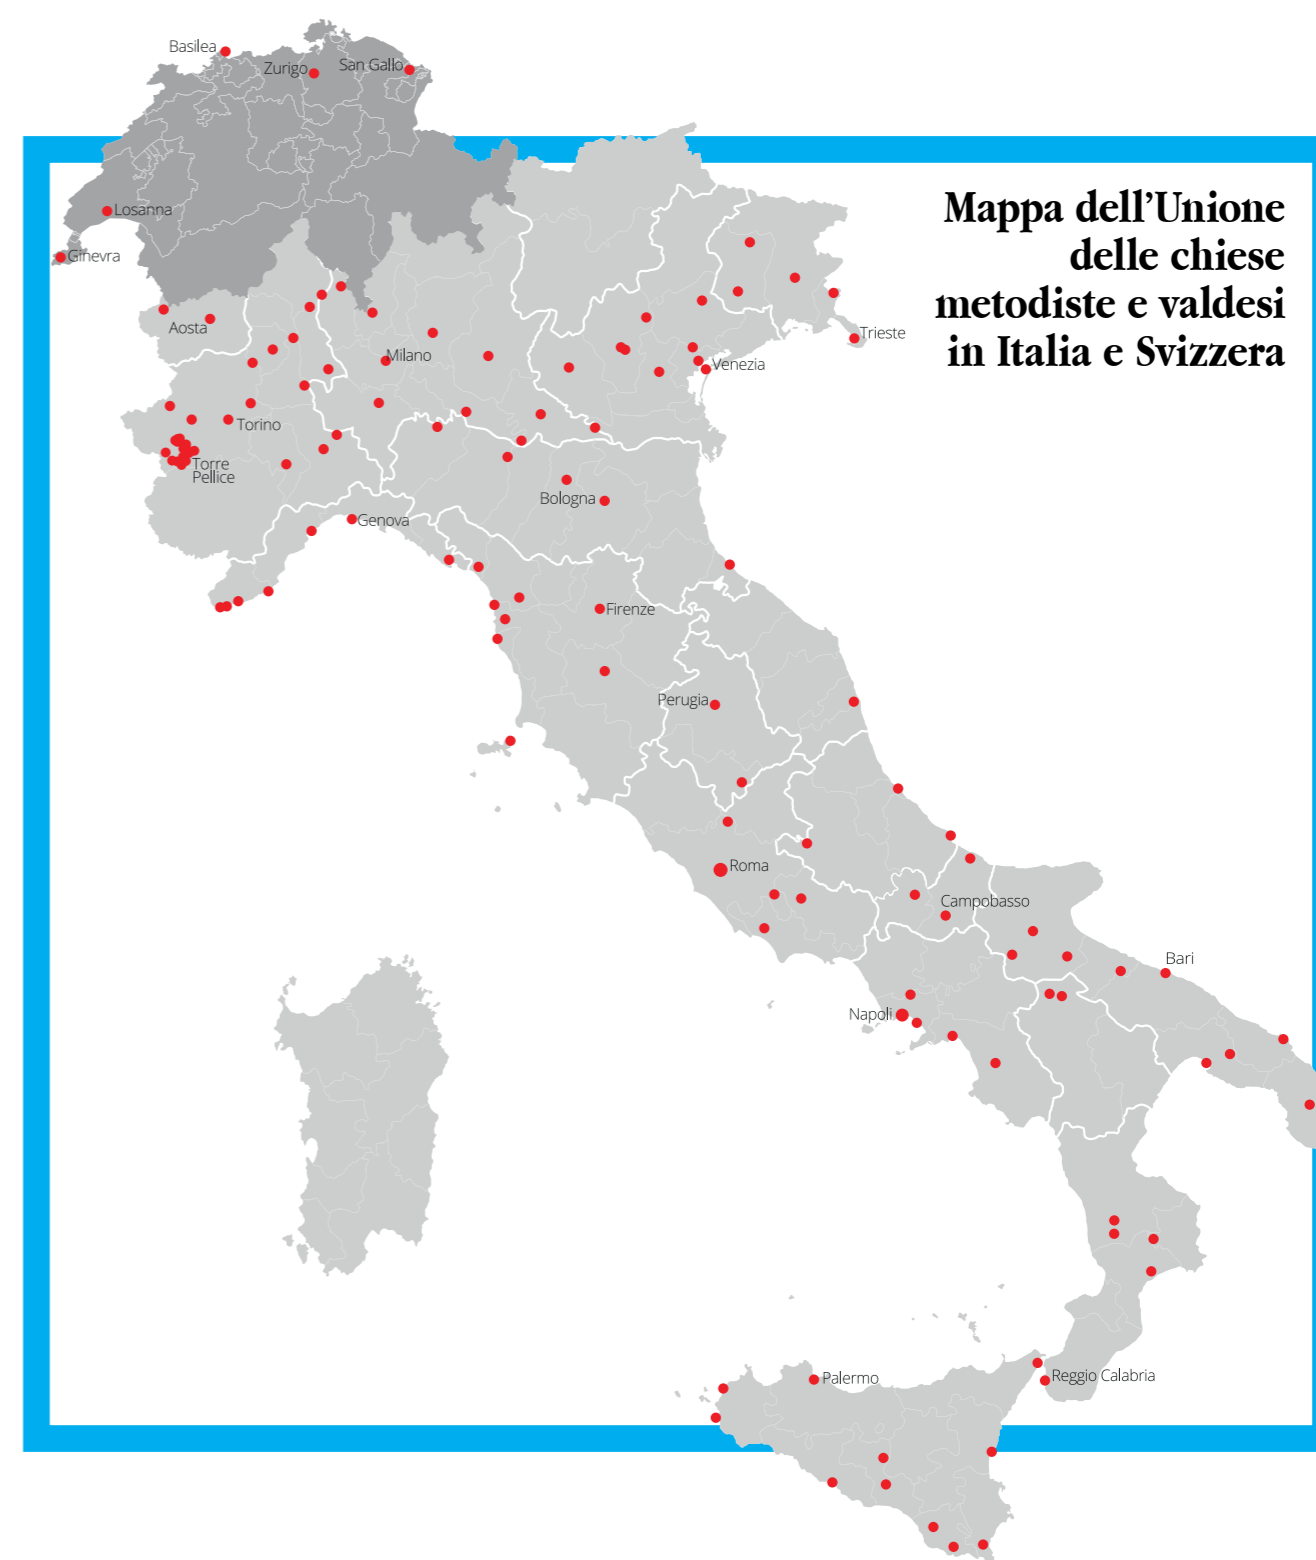 Basilea
Zurigo
San Gallo
Losanna
Ginevra
Mappa dell’Unione
delle chiese
metodiste e valdesi
in Italia e Svizzera
Aosta
Milano
Trieste
Venezia
Torino
Torre
Pellice
Bologna
Genova
Firenze
Perugia
Roma
Campobasso
Bari
Napoli
Palermo
Reggio Calabria